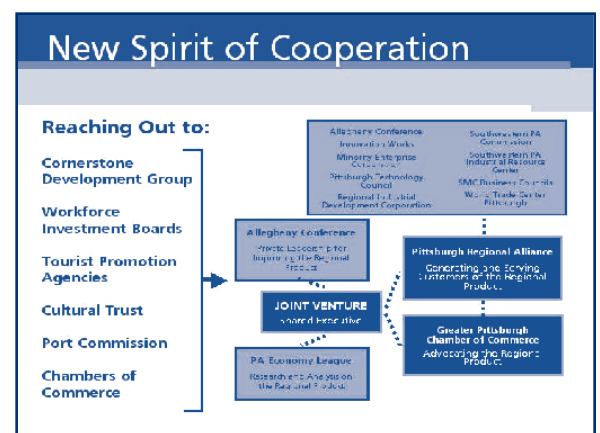 New Spirit of Cooperation
Reaching Out to:
Cornerstone
Development Group
Workforce
Investment Boards
Tourist Promotion
Agencies
Cultural Trust
Port Commission
Chambers of
Commerce
Allegheny Conference
Innovation Works
Minority Enterprise
Corporation
Pittsburgh Technology
Council
Regional Industrial
Development Corporation
Southwestern PA
Commission
Southwestern PA
Industrial Resource
Center
SMC Business Councils
World Trade Center
Pittsburgh
Allegheny Conference
Private Leadership for
Improving the Regional
Product
JOINT VENTURE
Shared Executive
PA Economy League
Research and Analysis on
the Regional Product
Pittsburgh Regional Alliance
Generating and Serving
Customers of the Regional
Product
Greater Pittsburgh
Chamber of Commerce
Advocating the Regional
Product